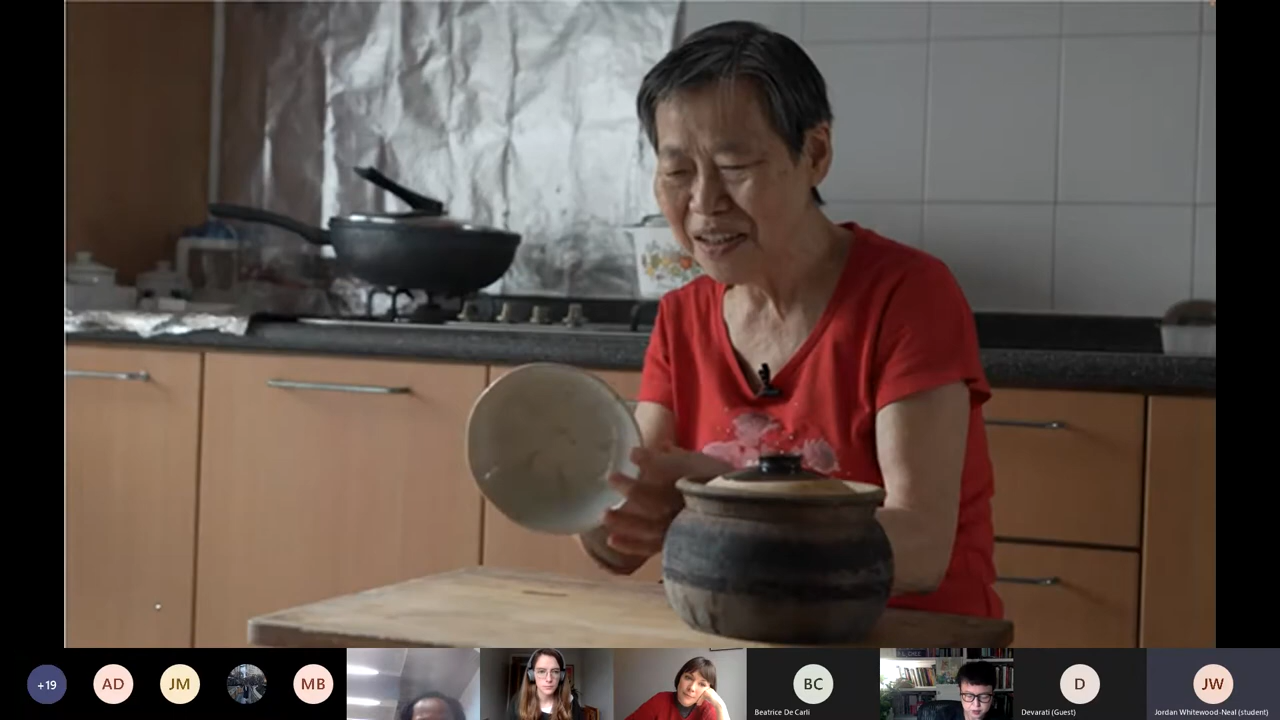 +19
AD
JM
MB
BC
Beatrice De Carli
D
Devarati (Guest)
JW
Jordan Whitewood-Neal (student)